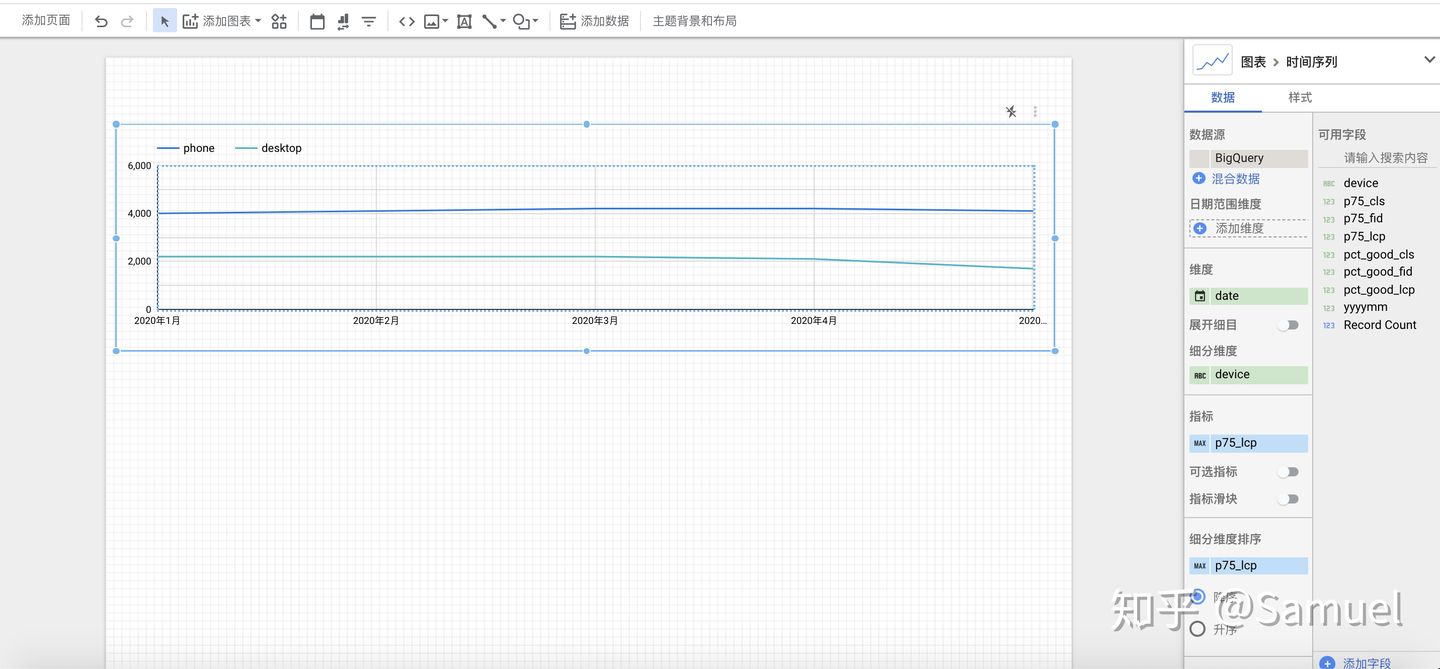 添加页面
添加图表
添加数据
主题背景和布局
phone
desktop
6,000
4,000
2,000
0
2020年1月
2020年2月
2020年3月
2020年4月
2020...
图表
时间序列
数据
样式
数据源
BigQuery
混合数据
日期范围维度
添加维度
维度
date
展开细目
细分维度
ABC device
指标
MAX p75_lcp
可选指标
指标滑块
细分维度排序
MAX p75_lcp
降序
升序
可用字段
请输入搜索内容
ABC device
123 p75_cls
123 p75_fid
123 p75_lcp
123 pct_good_cls
123 pct_good_fid
123 pct_good_lcp
123 yyyymm
123 Record Count
添加字段
知乎 @Samuel